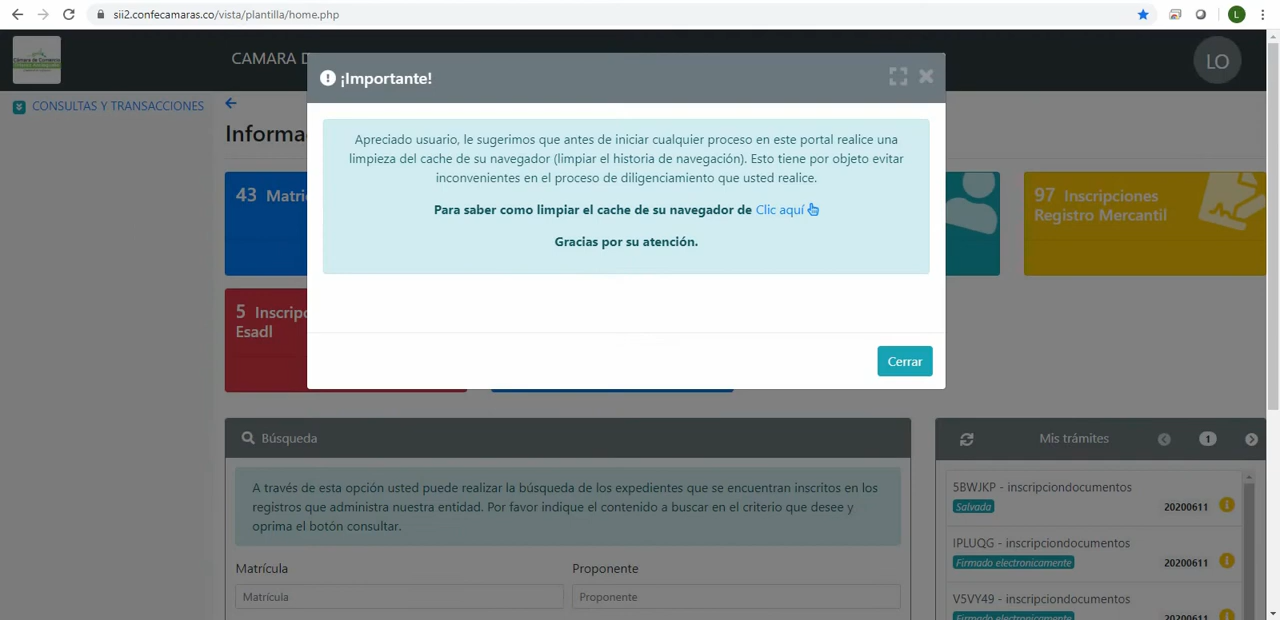 sii2.confecamaras.co/vista/plantilla/home.php
L
CAMARA D
LO
¡Importante!
CONSULTAS Y TRANSACCIONES
Informa
Apreciado usuario, le sugerimos que antes de iniciar cualquier proceso en este portal realice una
limpieza del cache de su navegador (limpiar el historia de navegación). Esto tiene por objeto evitar
inconvenientes en el proceso de diligenciamiento que usted realice.
Para saber como limpiar el cache de su navegador de Clic aquí
Gracias por su atención.
Cerrar
43 Matri
97 Inscripciones
Registro Mercantil
5 Inscripc
Esadl
Búsqueda
A través de esta opción usted puede realizar la búsqueda de los expedientes que se encuentran inscritos en los
registros que administra nuestra entidad. Por favor indique el contenido a buscar en el criterio que desee y
oprima el botón consultar.
Matrícula
Proponente
Matrícula
Proponente
Mis trámites
1
5BWJKP - inscripciondocumentos
Salvada
20200611
IPLUQG - inscripciondocumentos
Firmado electronicamente
20200611
V5VY49 - inscripciondocumentos
Firmado electronicamente
20200611